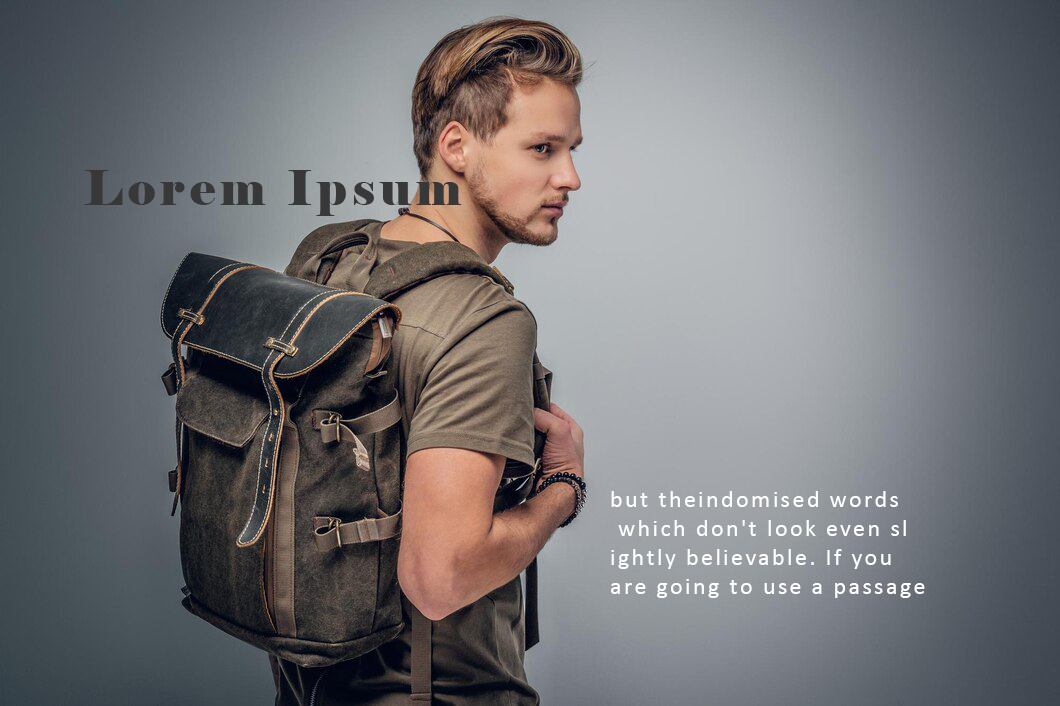 Lorem Ipsum
but theindomised words
which don't look even sl
ightly believable. If you
are going to use a passage